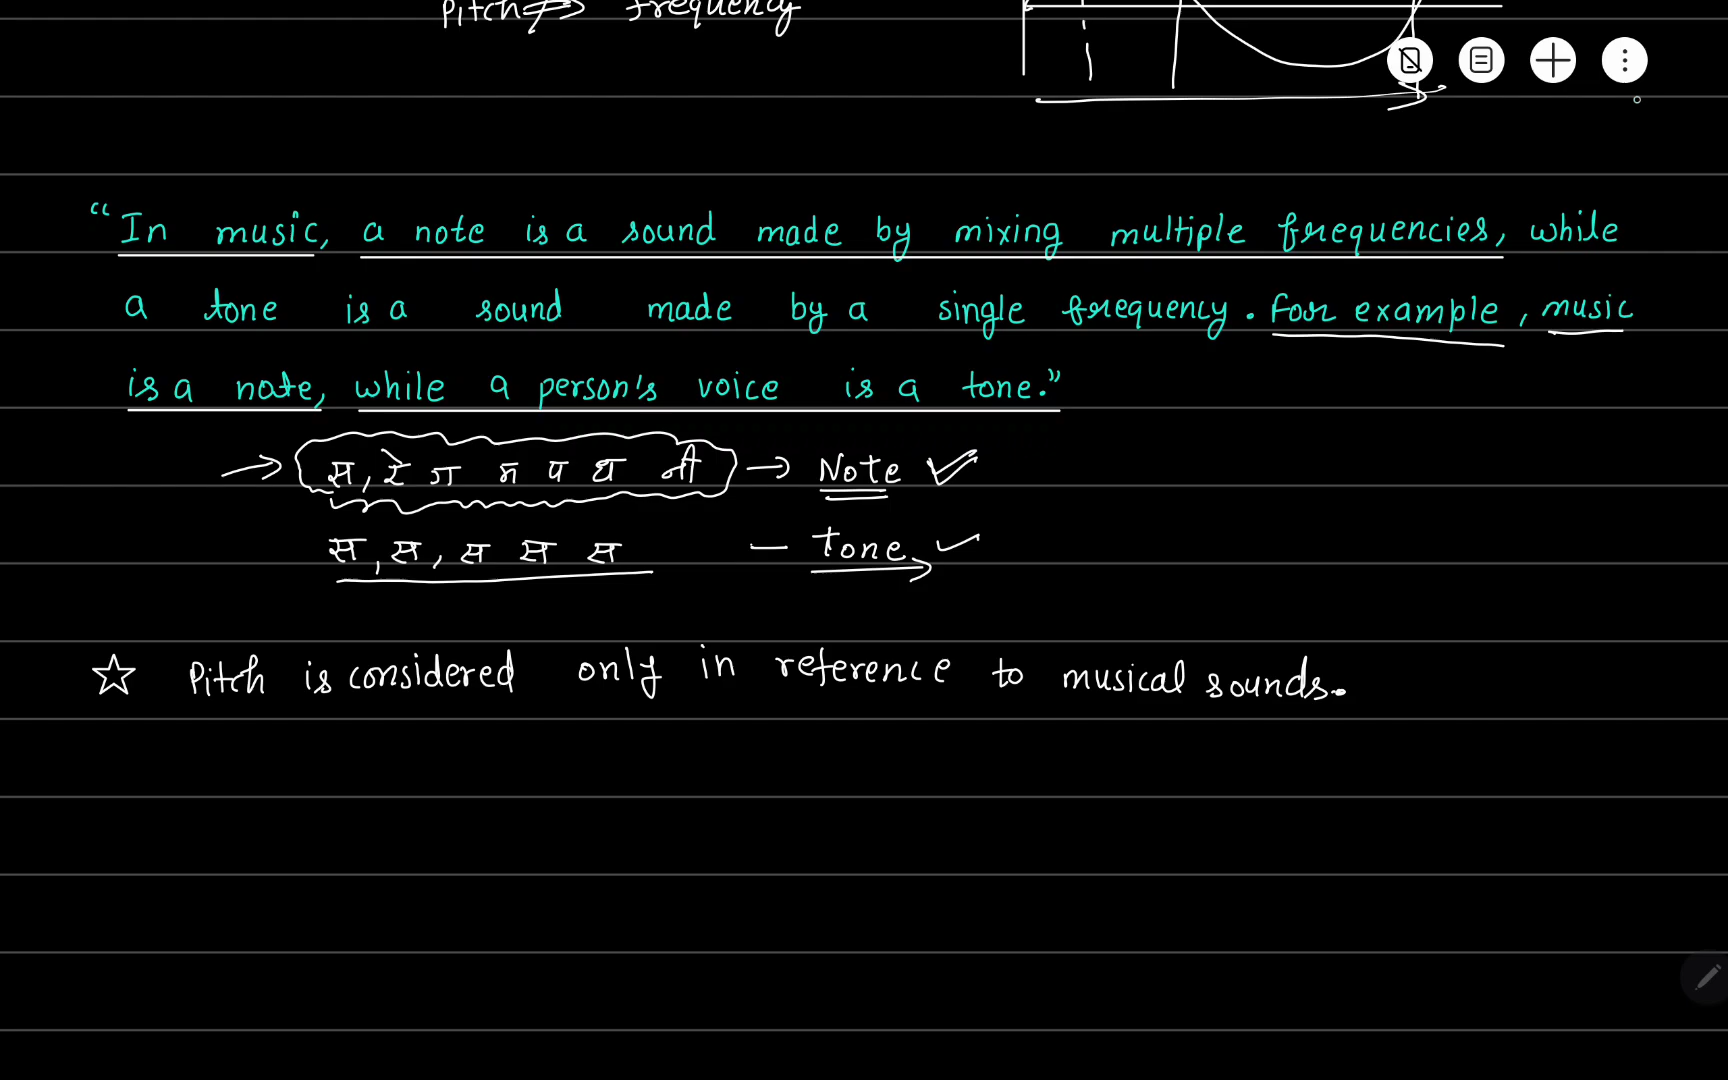 Pitch ⇏ frequency
“In music, a note is a sound made by mixing multiple frequencies, while
a tone is a sound made by a single frequency. For example, music
is a note, while a person's voice is a tone.”
→ स, रे ग म प ध नी → Note ✓
स, स, स स स – tone ✓
☆ Pitch is considered only in reference to musical sounds.